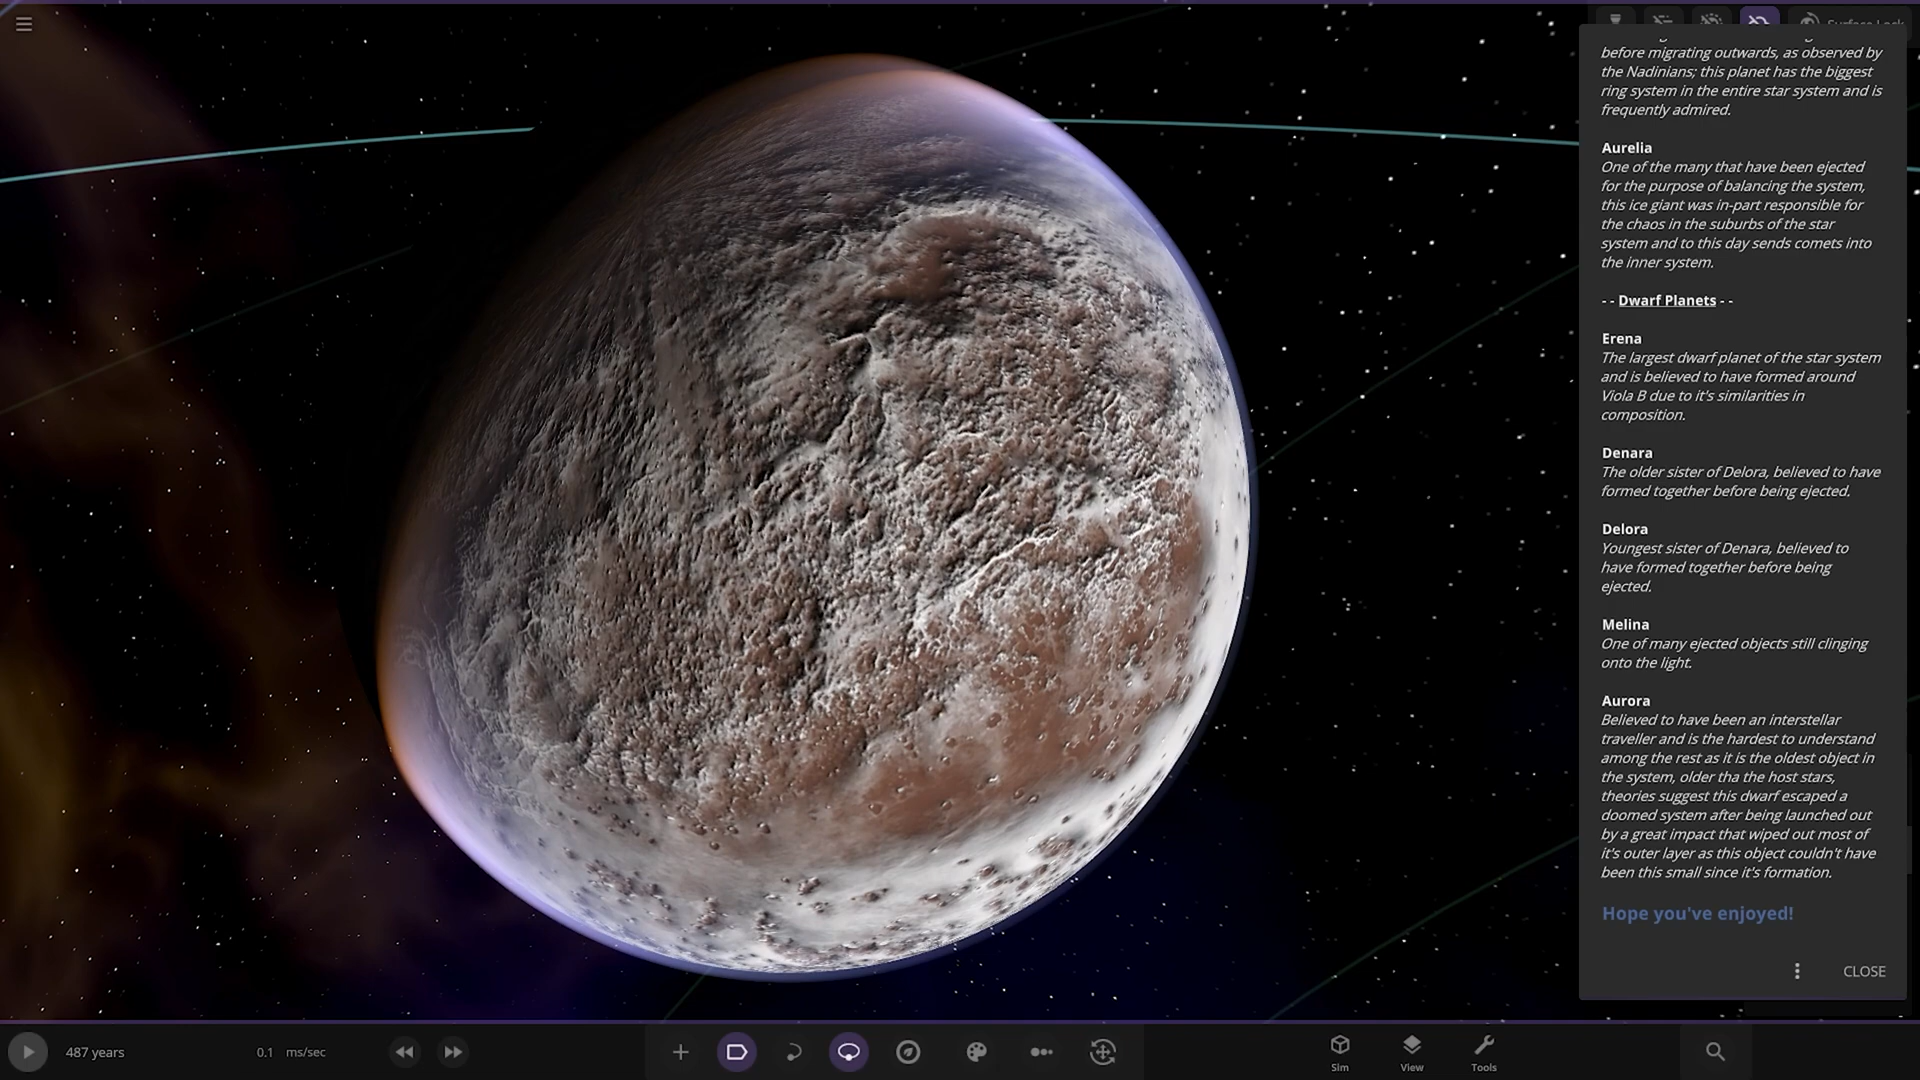 Surface Lock
before migrating outwards, as observed by
the Nadinians; this planet has the biggest
ring system in the entire star system and is
frequently admired.
Aurelia
One of the many that have been ejected
for the purpose of balancing the system,
this ice giant was in-part responsible for
the chaos in the suburbs of the star
system and to this day sends comets into
the inner system.
- - Dwarf Planets - -
Erena
The largest dwarf planet of the star system
and is believed to have formed around
Viola B due to it's similarities in
composition.
Denara
The older sister of Delora, believed to have
formed together before being ejected.
Delora
Youngest sister of Denara, believed to
have formed together before being
ejected.
Melina
One of many ejected objects still clinging
onto the light.
Aurora
Believed to have been an interstellar
traveller and is the hardest to understand
among the rest as it is the oldest object in
the system, older tha the host stars,
theories suggest this dwarf escaped a
doomed system after being launched out
by a great impact that wiped out most of
it's outer layer as this object couldn't have
been this small since it's formation.
Hope you've enjoyed!
CLOSE
487 years
0.1 ms/sec
Sim
View
Tools